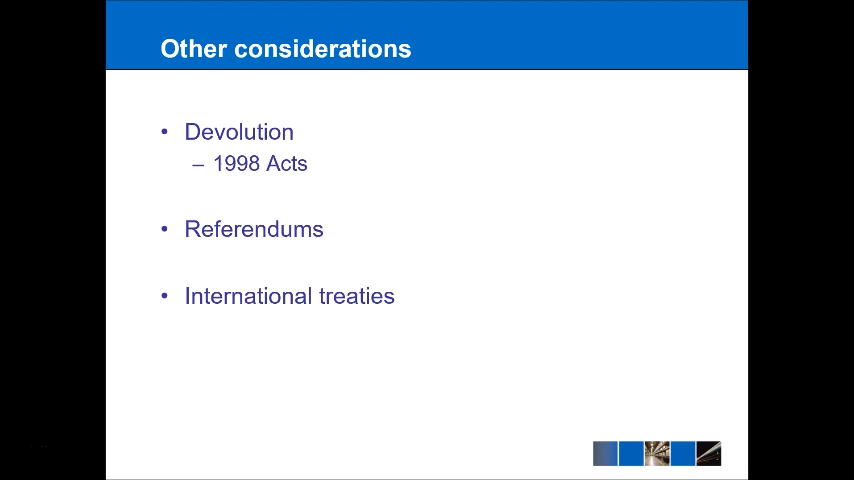 Other considerations
• Devolution
– 1998 Acts
• Referendums
• International treaties